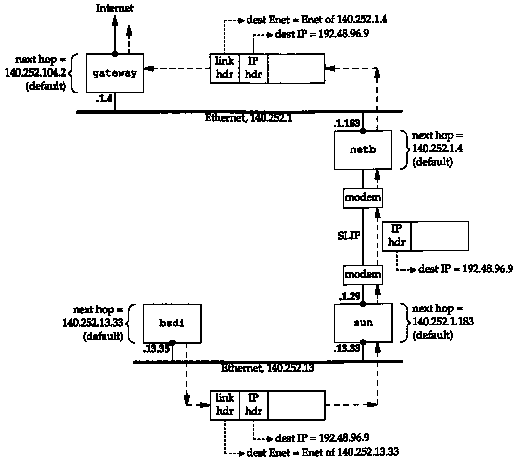 Internet
dest Enet = Enet of 140.252.1.4
dest IP = 192.48.96.9
next hop =
140.252.104.2
(default)
gateway
link
hdr
IP
hdr
.1.4
Ethernet, 140.252.1
.1.183
netb
next hop =
140.252.1.4
(default)
modem
SLIP
IP
hdr
dest IP = 192.48.96.9
modem
.1.29
next hop =
140.252.13.33
(default)
bsdi
sun
next hop =
140.252.1.183
(default)
.13.35
.13.33
Ethernet, 140.252.13
link
hdr
IP
hdr
dest IP = 192.48.96.9
dest Enet = Enet of 140.252.13.33